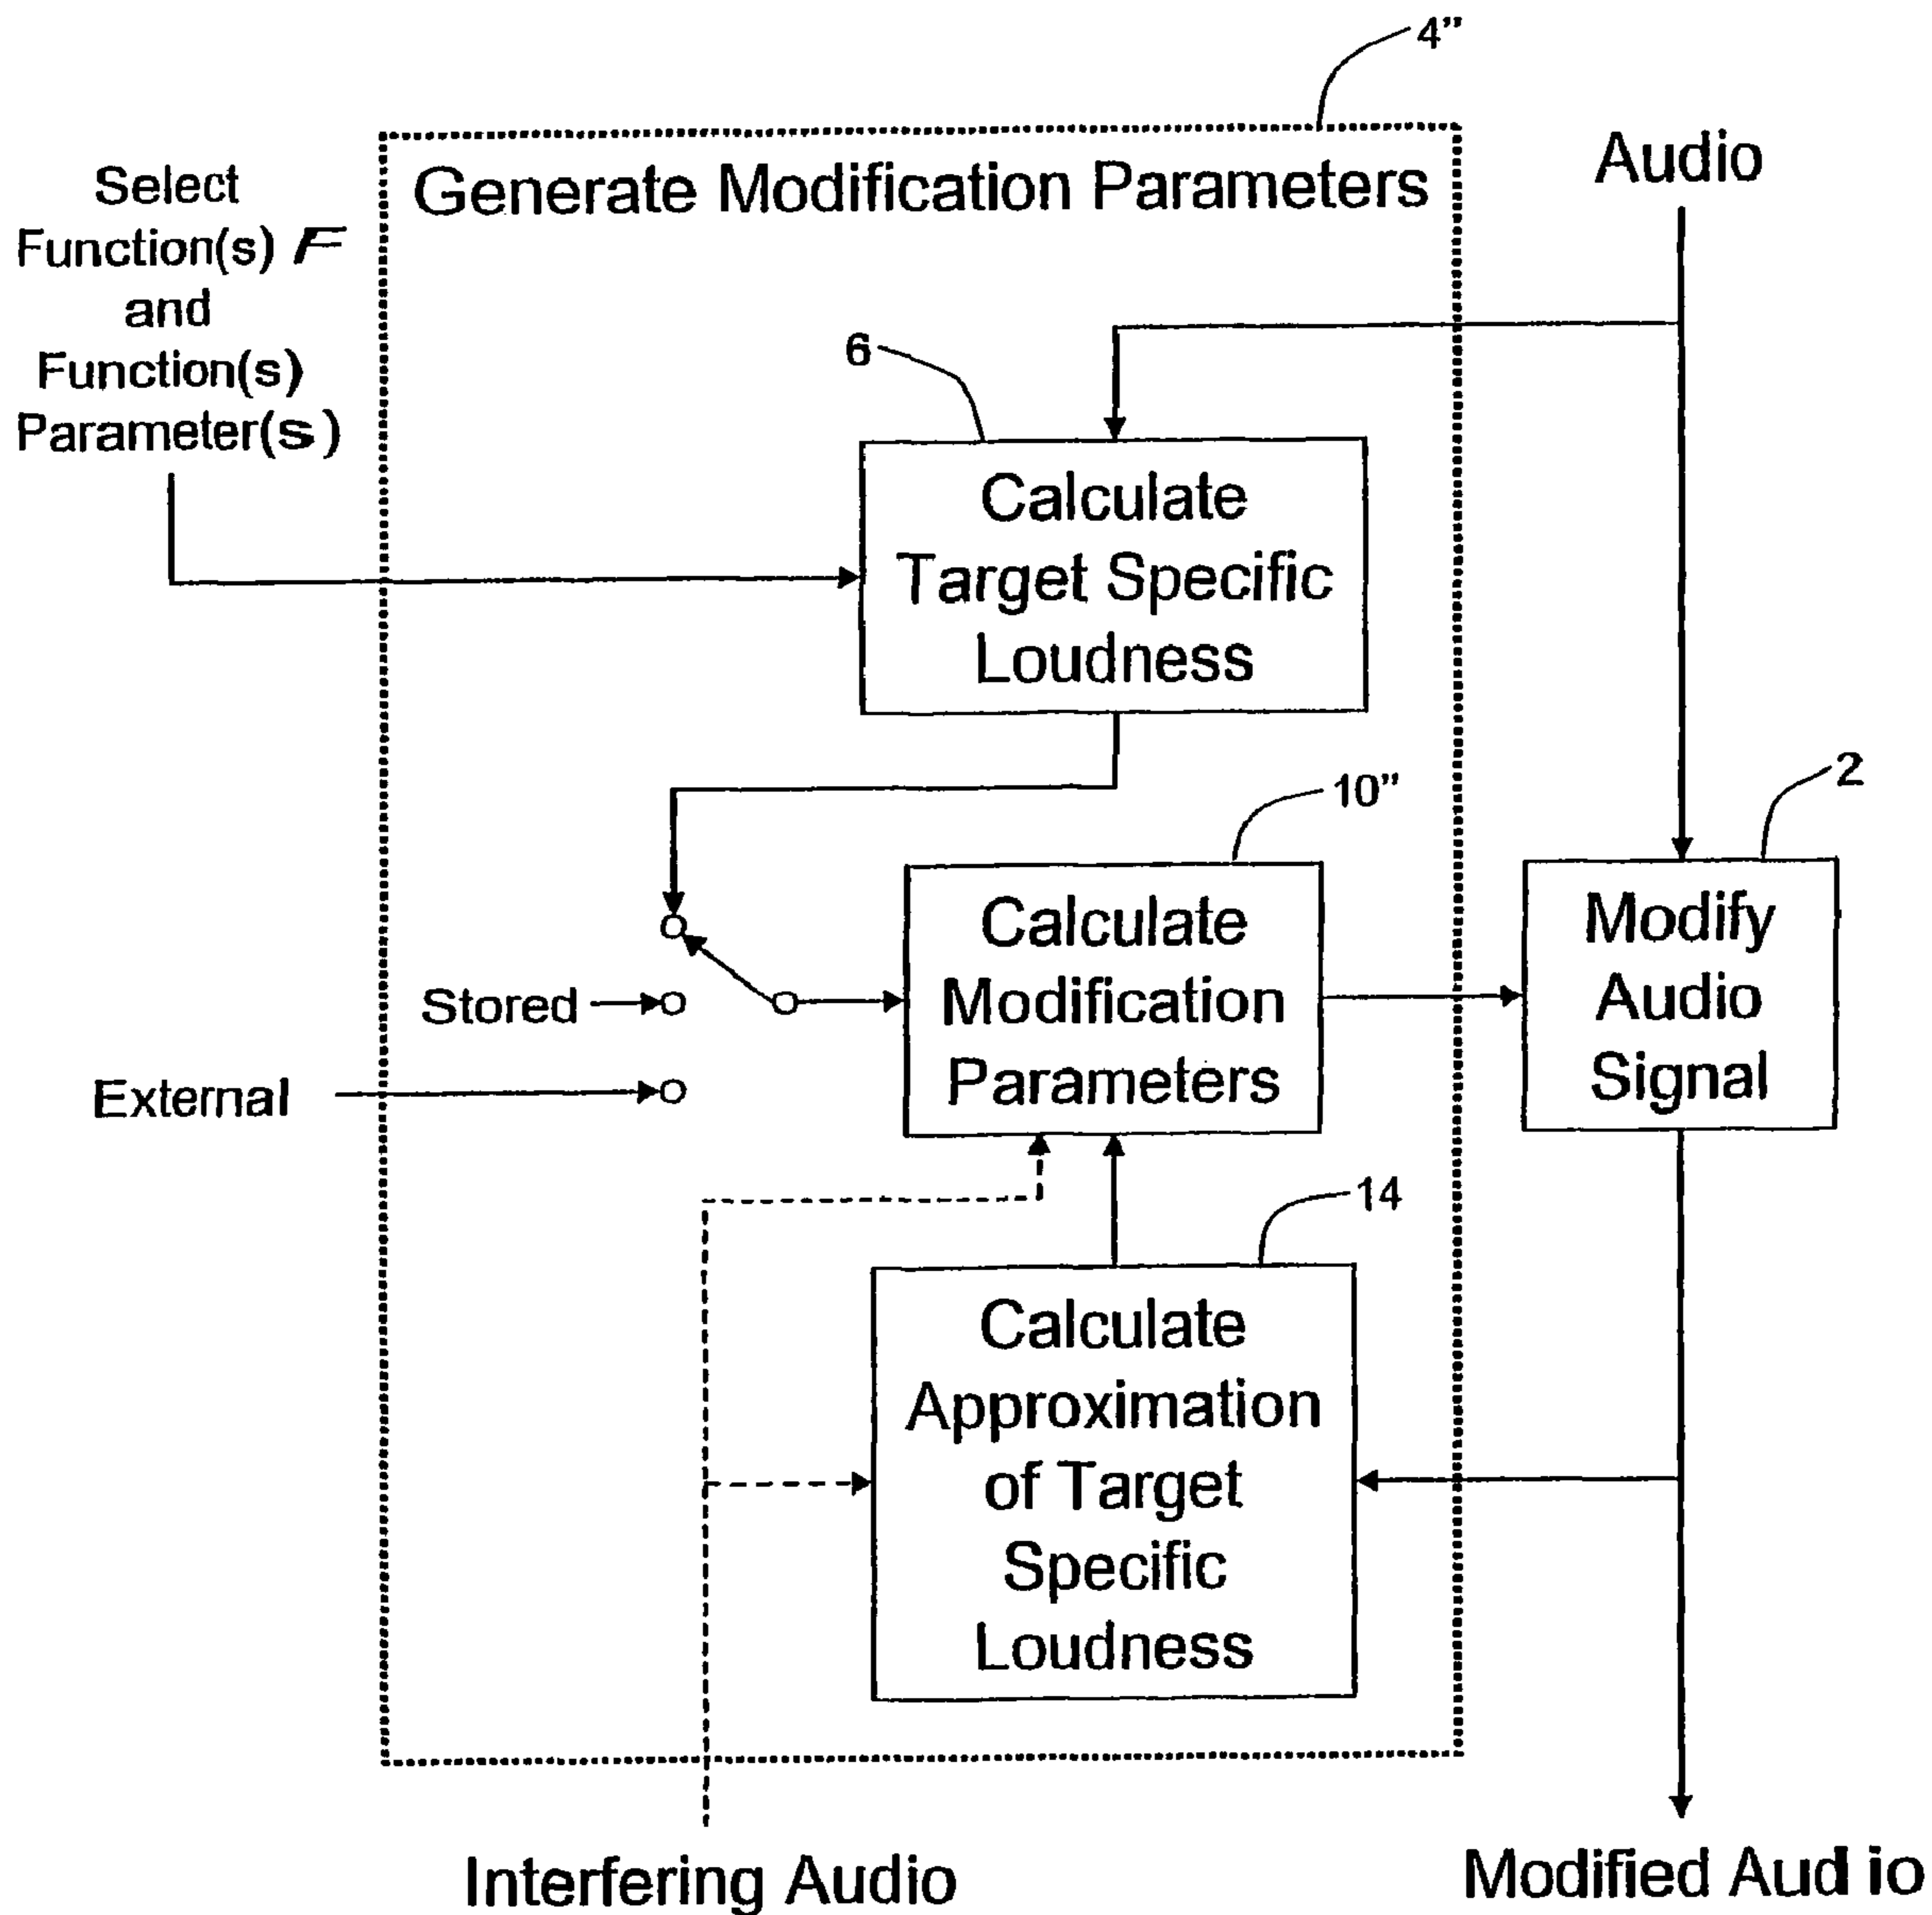 4”
Select
Function(s) F
and
Function(s)
Parameter(s)
Generate Modification Parameters
Audio
6
Calculate
Target Specific
Loudness
10”
2
Calculate
Modification
Parameters
Modify
Audio
Signal
Stored
External
14
Calculate
Approximation
of Target
Specific
Loudness
Interfering Audio
Modified Aud io